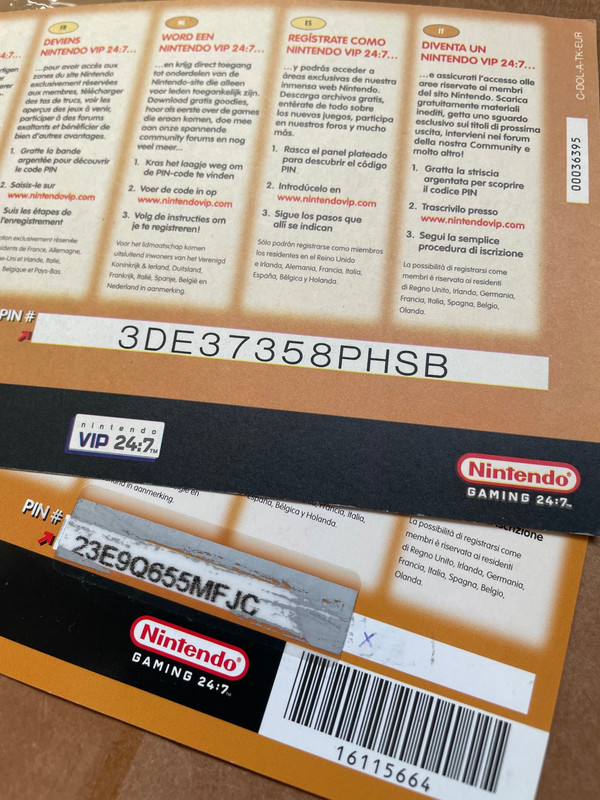 FR
DEVIENS
NINTENDO VIP 24:7...
...pour avoir accès aux
zones du site Nintendo
exclusivement réservées
aux membres, télécharger
des tas de trucs, voir les
aperçus des jeux à venir,
participer à des forums
exaltants et bénéficier de
bien d'autres avantages.
1. Gratte la bande
argentée pour découvrir
le code PIN
2. Saisis-le sur
www.nintendovip.com
Suis les étapes de
l'enregistrement
exclusivement réservée
France, Allemagne,
Irlande, Italie,
Belgique et Pays-Bas.
NL
WORD EEN
NINTENDO VIP 24:7...
...en krijg direct toegang
tot onderdelen van de
Nintendo-site die alleen
voor leden toegankelijk zijn.
Download gratis goodies,
hoor als eerste over de games
die eraan komen, doe mee
aan onze spannende
community forums en nog
veel meer...
1. Kras het laagje weg om
de PIN-code te vinden
2. Voer de code in op
www.nintendovip.com
3. Volg de instructies om
je te registreren!
Voor het lidmaatschap komen
uitsluitend inwoners van het Verenigd
Koninkrijk & Ierland, Duitsland,
Frankrijk, Italië, Spanje, België en
Nederland in aanmerking.
ES
REGÍSTRATE COMO
NINTENDO VIP 24:7...
...y podrás acceder a
áreas exclusivas de nuestra
inmensa web Nintendo.
Descarga archivos gratis,
entérate de todo sobre
los nuevos juegos, participa
en nuestros foros y mucho
más.
1. Rasca el panel plateado
para descubrir el código
PIN
2. Introdúcelo en
www.nintendovip.com
3. Sigue los pasos que
allí se indican
Sólo podrán registrarse como miembros
los residentes en el Reino Unido
e Irlanda, Alemania, Francia, Italia,
España, Bélgica y Holanda.
IT
DIVENTA UN
NINTENDO VIP 24:7...
...e assicurati l'accesso alle
aree riservate ai membri
del sito Nintendo. Scarica
gratuitamente materiali
inediti, getta uno sguardo
esclusivo sui titoli di prossima
uscita, intervieni nei forum
della nostra Community e
molto altro!
1. Gratta la striscia
argentata per scoprire
il codice PIN
2. Trascrivilo presso
www.nintendovip.com
3. Segui la semplice
procedura di iscrizione
La possibilità di registrarsi come
membri è riservata ai residenti
di Regno Unito, Irlanda, Germania,
Francia, Italia, Spagna, Belgio,
Olanda.
C-DOL-A-TK-EUR
00036395
PIN #
3DE37358PHSB
nintendo
VIP 24:7™
Nintendo®
GAMING 24:7™
in aanmerking.
España, Bélgica y Holanda.
Francia, Italia,
iscrizione
La possibilità di registrarsi come
membri è riservata ai residenti
di Regno Unito, Irlanda, Germania,
Francia, Italia, Spagna, Belgio,
Olanda.
PIN #
23E9Q655MFJC
x
Nintendo®
GAMING 24:7™
16115664